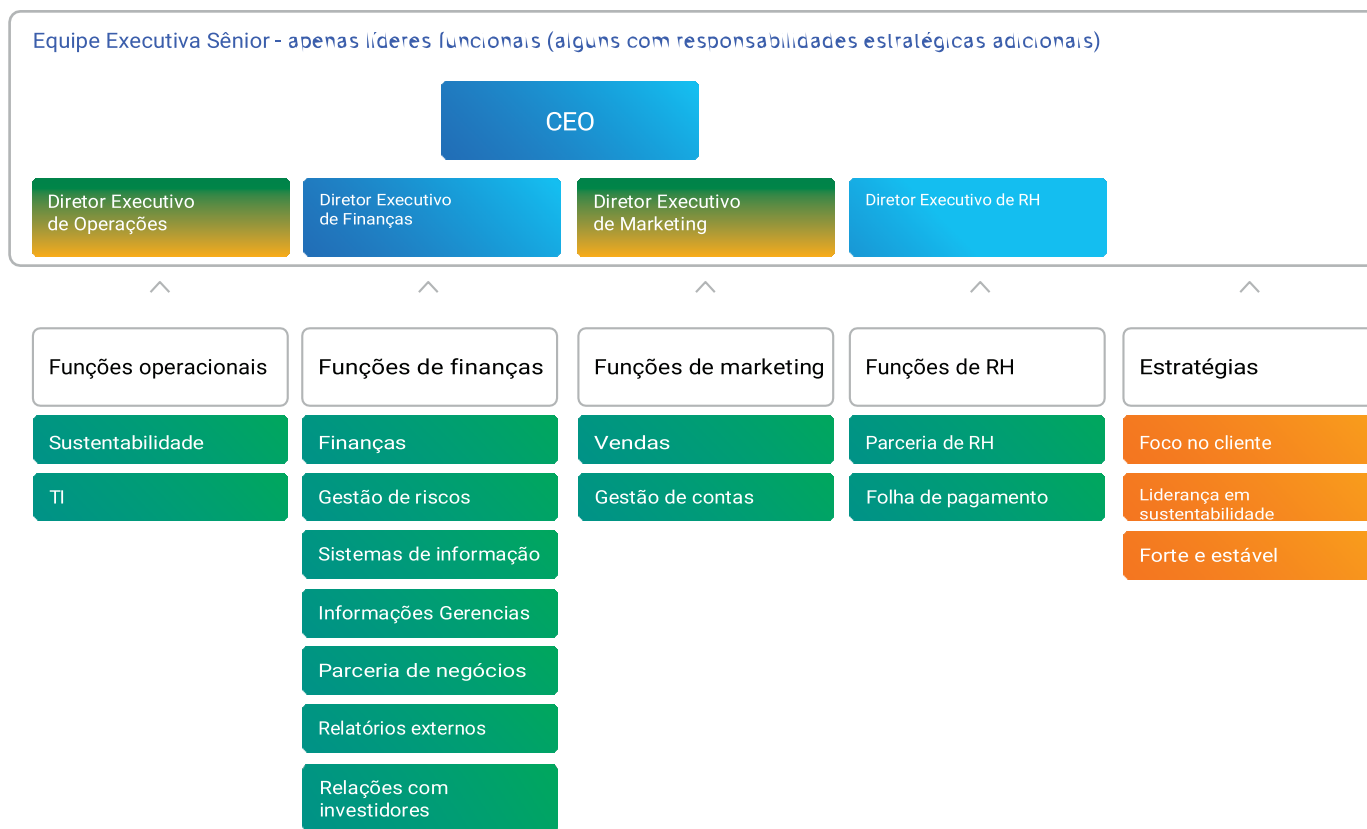 Equipe Executiva Sênior - apenas líderes funcionais (alguns com responsabilidades estratégicas adicionais)
CEO
Diretor Executivo
de Operações
Diretor Executivo
de Finanças
Diretor Executivo
de Marketing
Diretor Executivo de RH
Funções operacionais
Funções de finanças
Funções de marketing
Funções de RH
Estratégias
Sustentabilidade
Finanças
Vendas
Parceria de RH
Foco no cliente
TI
Gestão de riscos
Gestão de contas
Folha de pagamento
Liderança em
sustentabilidade
Sistemas de informação
Forte e estável
Informações Gerencias
Parceria de negócios
Relatórios externos
Relações com
investidores